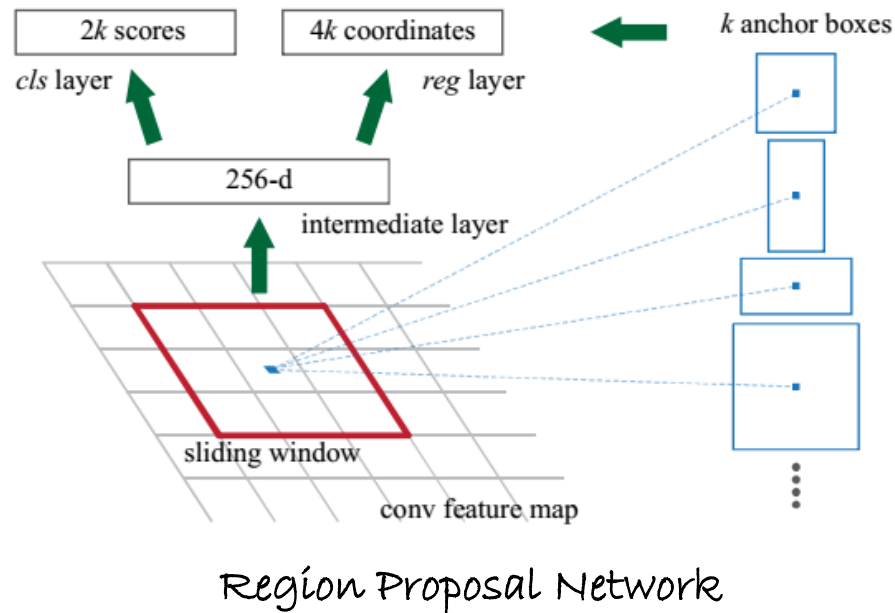 2k scores
4k coordinates
k anchor boxes
cls layer
reg layer
256-d
intermediate layer
sliding window
conv feature map
Region Proposal Network